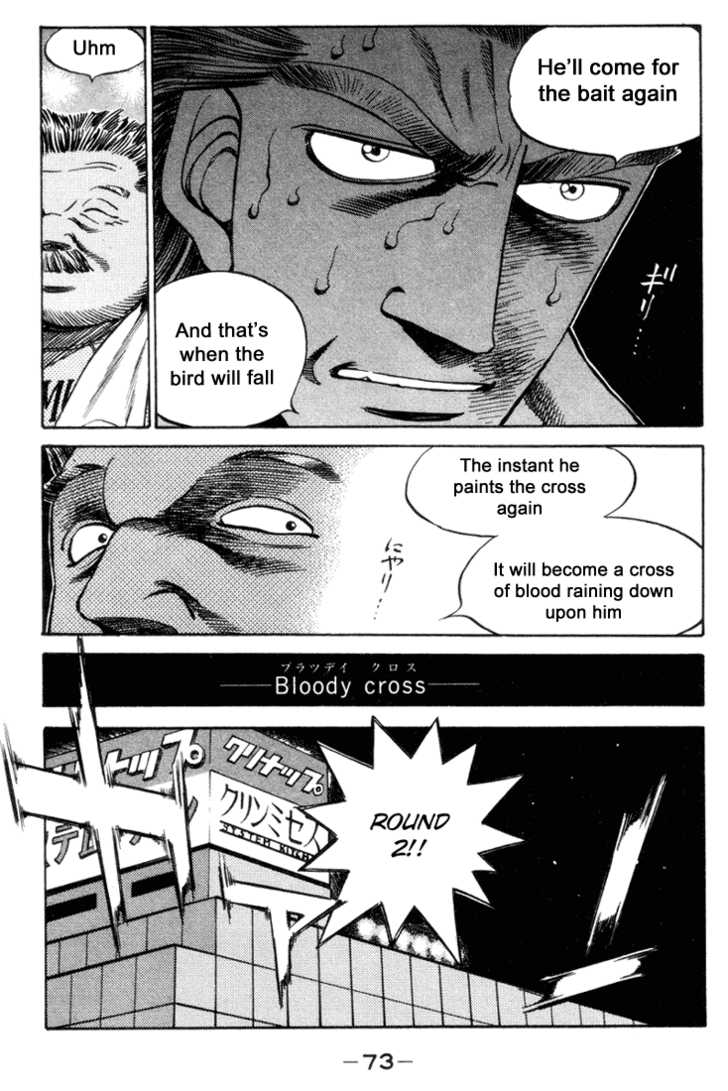 He'll come for
the bait again
ギリ…
And that's
when the
bird will fall
Uhm
The instant he
paints the cross
again
It will become a cross
of blood raining down
upon him
にやり…
ブラッディ クロス
Bloody cross
クリナップ
クリンミセス
SYSTEM KITCH
ROUND
2!!
—73—